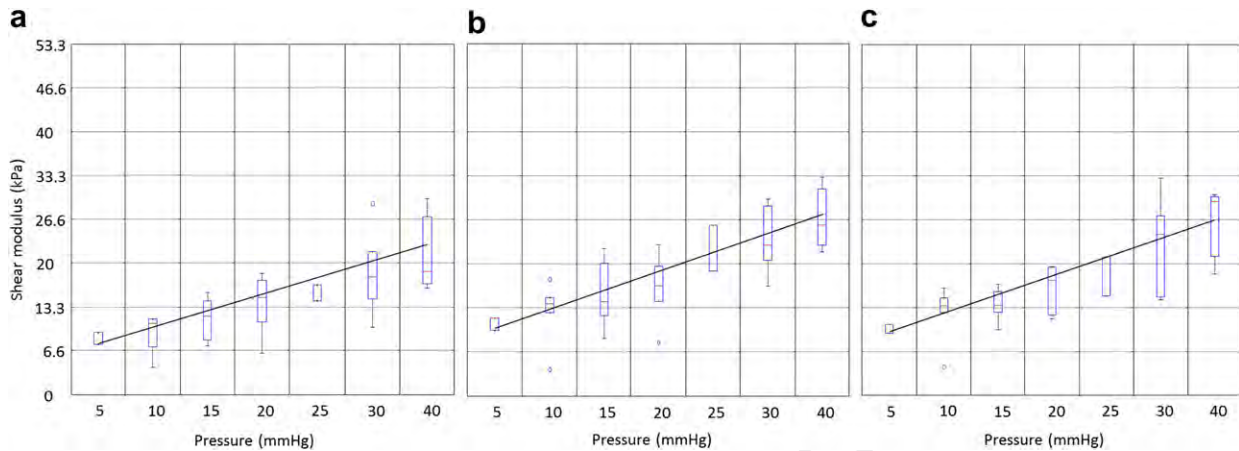 a
b
c
Shear modulus (kPa)
53.3
46.6
40
33.3
26.6
20
13.3
6.6
0
5 10 15 20 25 30 40
5 10 15 20 25 30 40
5 10 15 20 25 30 40
Pressure (mmHg)
Pressure (mmHg)
Pressure (mmHg)